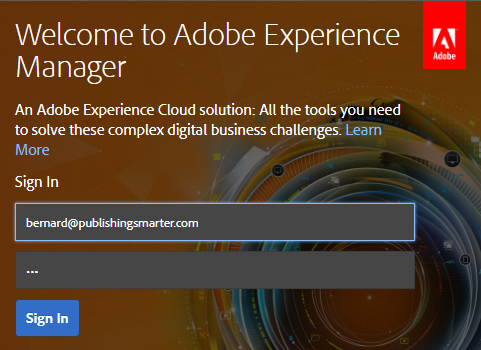 Welcome to Adobe Experience
Manager
Adobe
An Adobe Experience Cloud solution: All the tools you need
to solve these complex digital business challenges. Learn
More
Sign In
bernard@publishingsmarter.com
...
Sign In